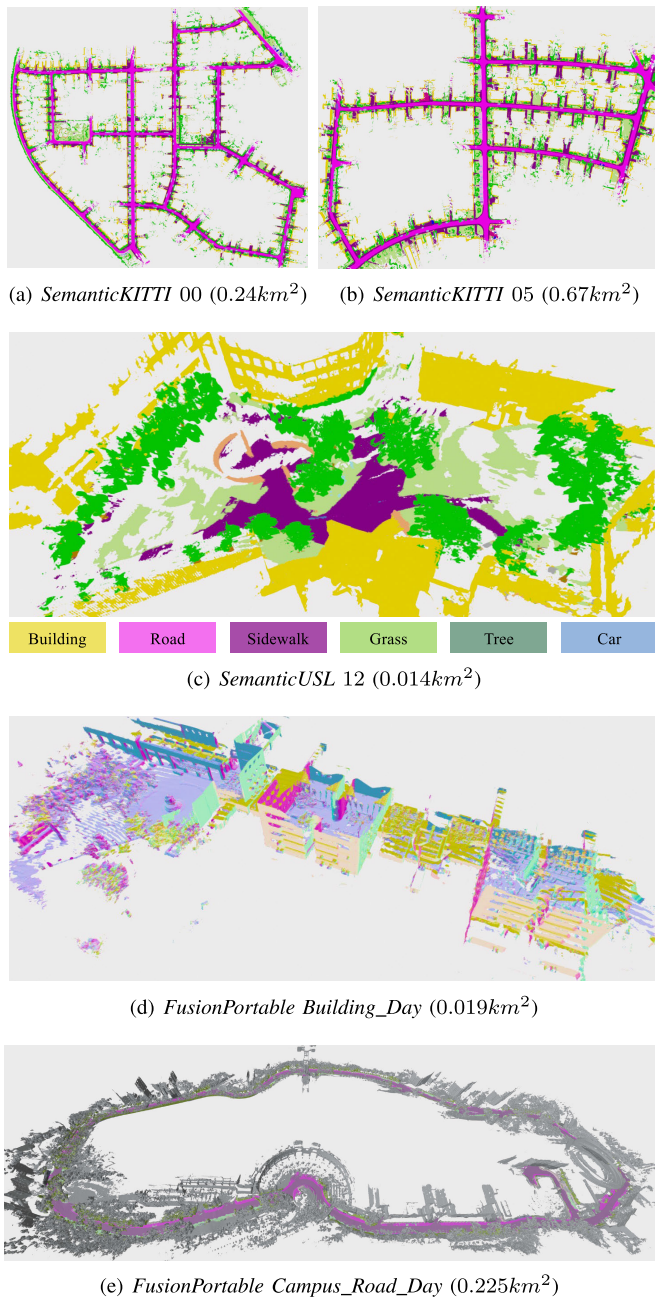 (a) SemanticKITTI 00 (0.24km²)
(b) SemanticKITTI 05 (0.67km²)
Building
Road
Sidewalk
Grass
Tree
Car
(c) SemanticUSL 12 (0.014km²)
(d) FusionPortable Building_Day (0.019km²)
(e) FusionPortable Campus_Road_Day (0.225km²)